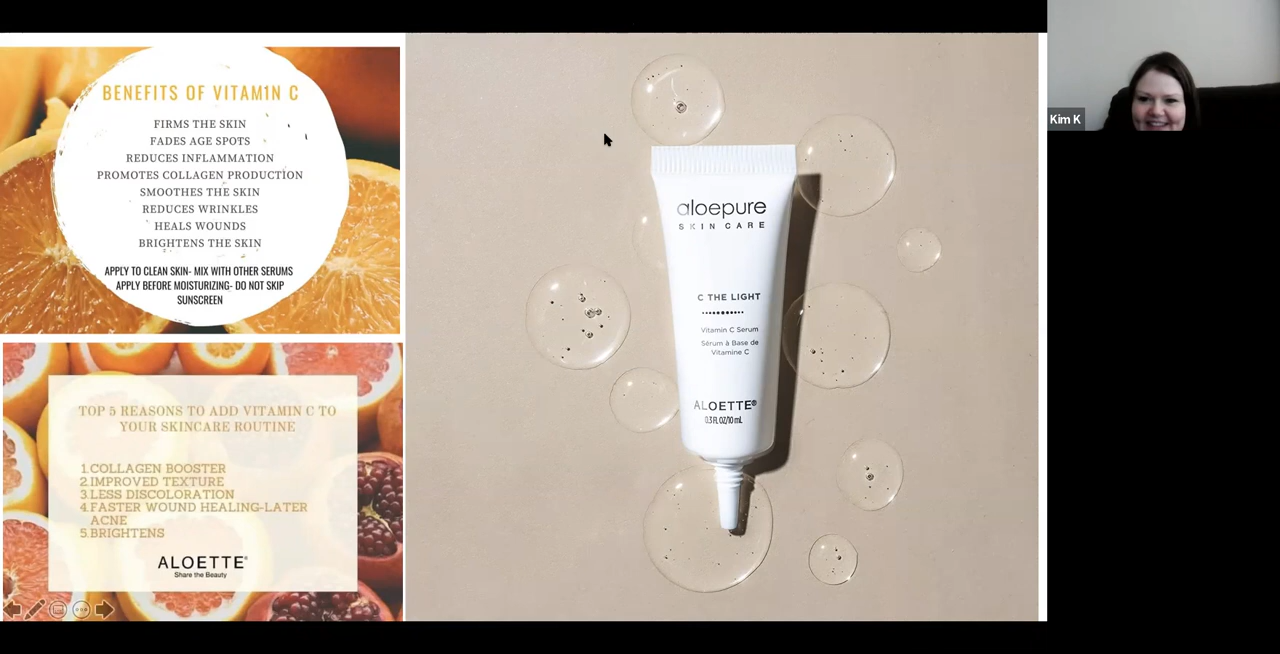 BENEFITS OF VITAM1N C
FIRMS THE SKIN
FADES AGE SPOTS
REDUCES INFLAMMATION
PROMOTES COLLAGEN PRODUCTION
SMOOTHES THE SKIN
REDUCES WRINKLES
HEALS WOUNDS
BRIGHTENS THE SKIN
APPLY TO CLEAN SKIN- MIX WITH OTHER SERUMS
APPLY BEFORE MOISTURIZING- DO NOT SKIP
SUNSCREEN
TOP 5 REASONS TO ADD VITAMIN C TO
YOUR SKINCARE ROUTINE
1.COLLAGEN BOOSTER
2.IMPROVED TEXTURE
3.LESS DISCOLORATION
4.FASTER WOUND HEALING-LATER
ACNE
5.BRIGHTENS
ALOETTE®
Share the Beauty
aloepure
SKIN CARE
C THE LIGHT
Vitamin C Serum
Sérum à Base de
Vitamine C
ALOETTE®
0.3 FL OZ/10 mL
Kim K